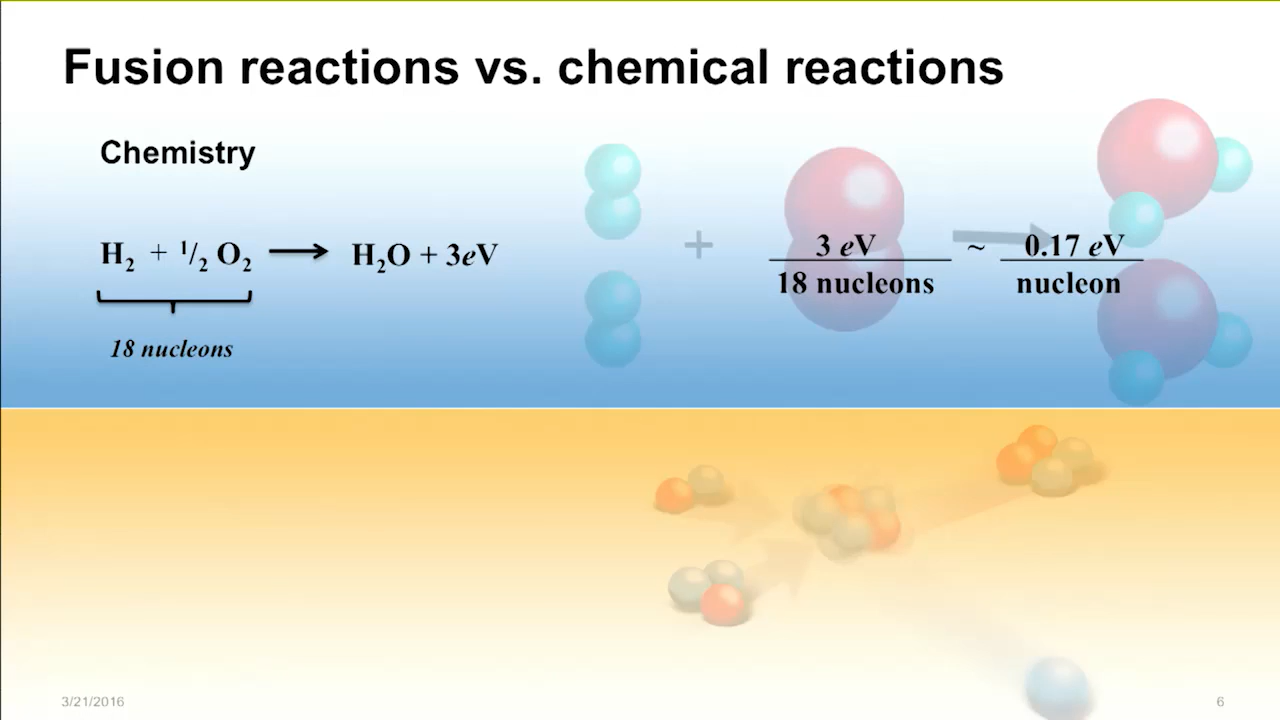 Fusion reactions vs. chemical reactions
Chemistry
H₂ + ¹/₂ O₂ ⟶ H₂O + 3eV
18 nucleons
3 eV
18 nucleons
~
0.17 eV
nucleon
+
3/21/2016
6